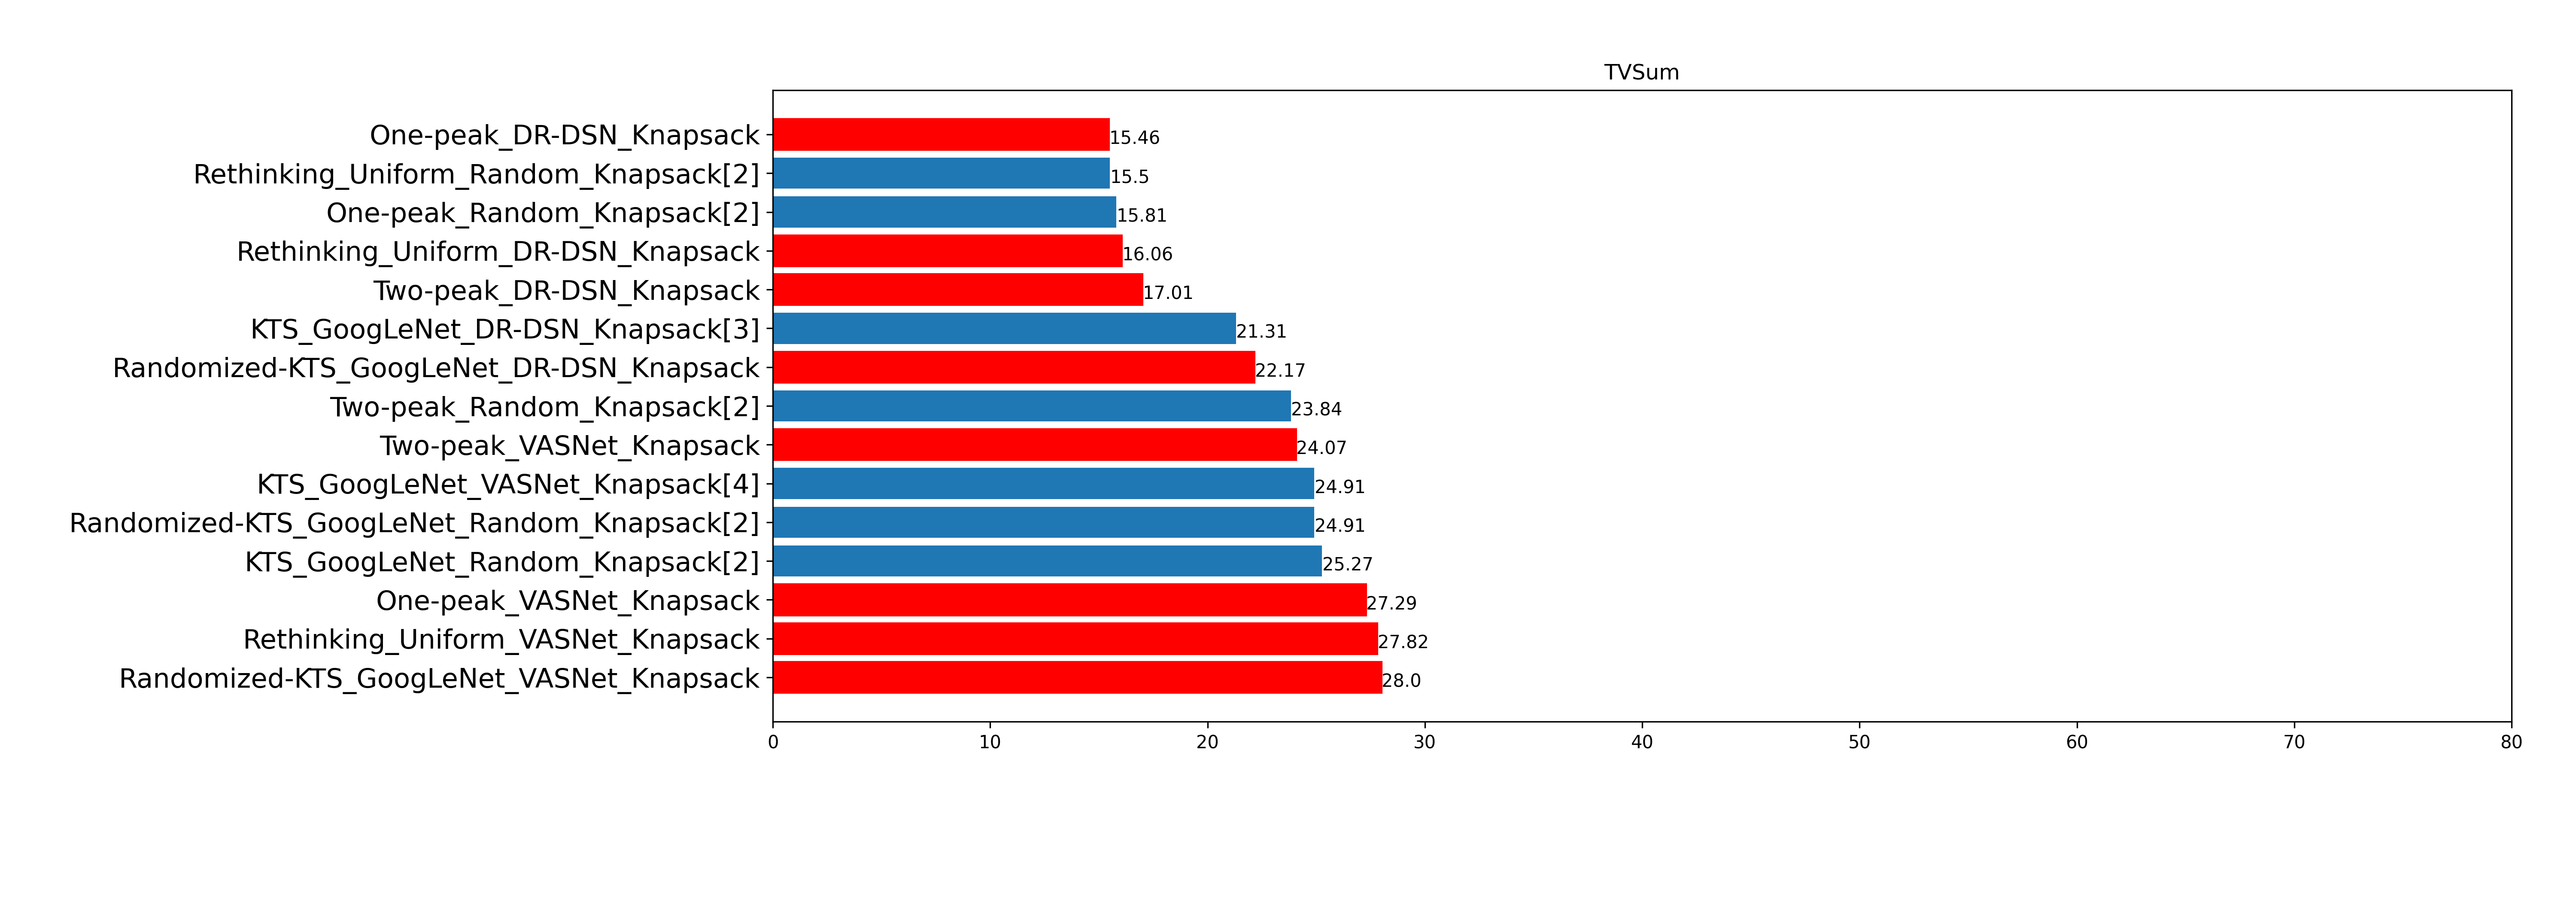 TVSum
One-peak_DR-DSN_Knapsack 15.46
Rethinking_Uniform_Random_Knapsack[2] 15.5
One-peak_Random_Knapsack[2] 15.81
Rethinking_Uniform_DR-DSN_Knapsack 16.06
Two-peak_DR-DSN_Knapsack 17.01
KTS_GoogLeNet_DR-DSN_Knapsack[3] 21.31
Randomized-KTS_GoogLeNet_DR-DSN_Knapsack 22.17
Two-peak_Random_Knapsack[2] 23.84
Two-peak_VASNet_Knapsack 24.07
KTS_GoogLeNet_VASNet_Knapsack[4] 24.91
Randomized-KTS_GoogLeNet_Random_Knapsack[2] 24.91
KTS_GoogLeNet_Random_Knapsack[2] 25.27
One-peak_VASNet_Knapsack 27.29
Rethinking_Uniform_VASNet_Knapsack 27.82
Randomized-KTS_GoogLeNet_VASNet_Knapsack 28.0
0 10 20 30 40 50 60 70 80